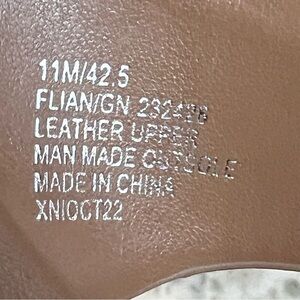 11M/42.5
FLIAN/GN
LEATHER UPPER
MAN MADE OUTSOLE
MADE IN CHINA
XNIOCT22